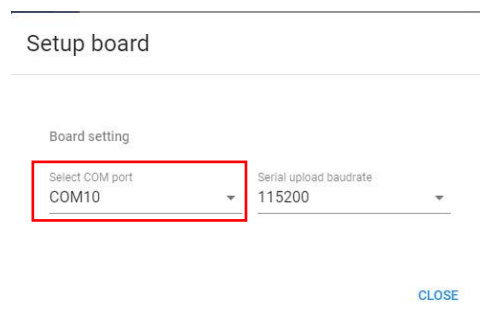 Setup board
Board setting
Select COM port
COM10
Serial upload baudrate
115200
CLOSE